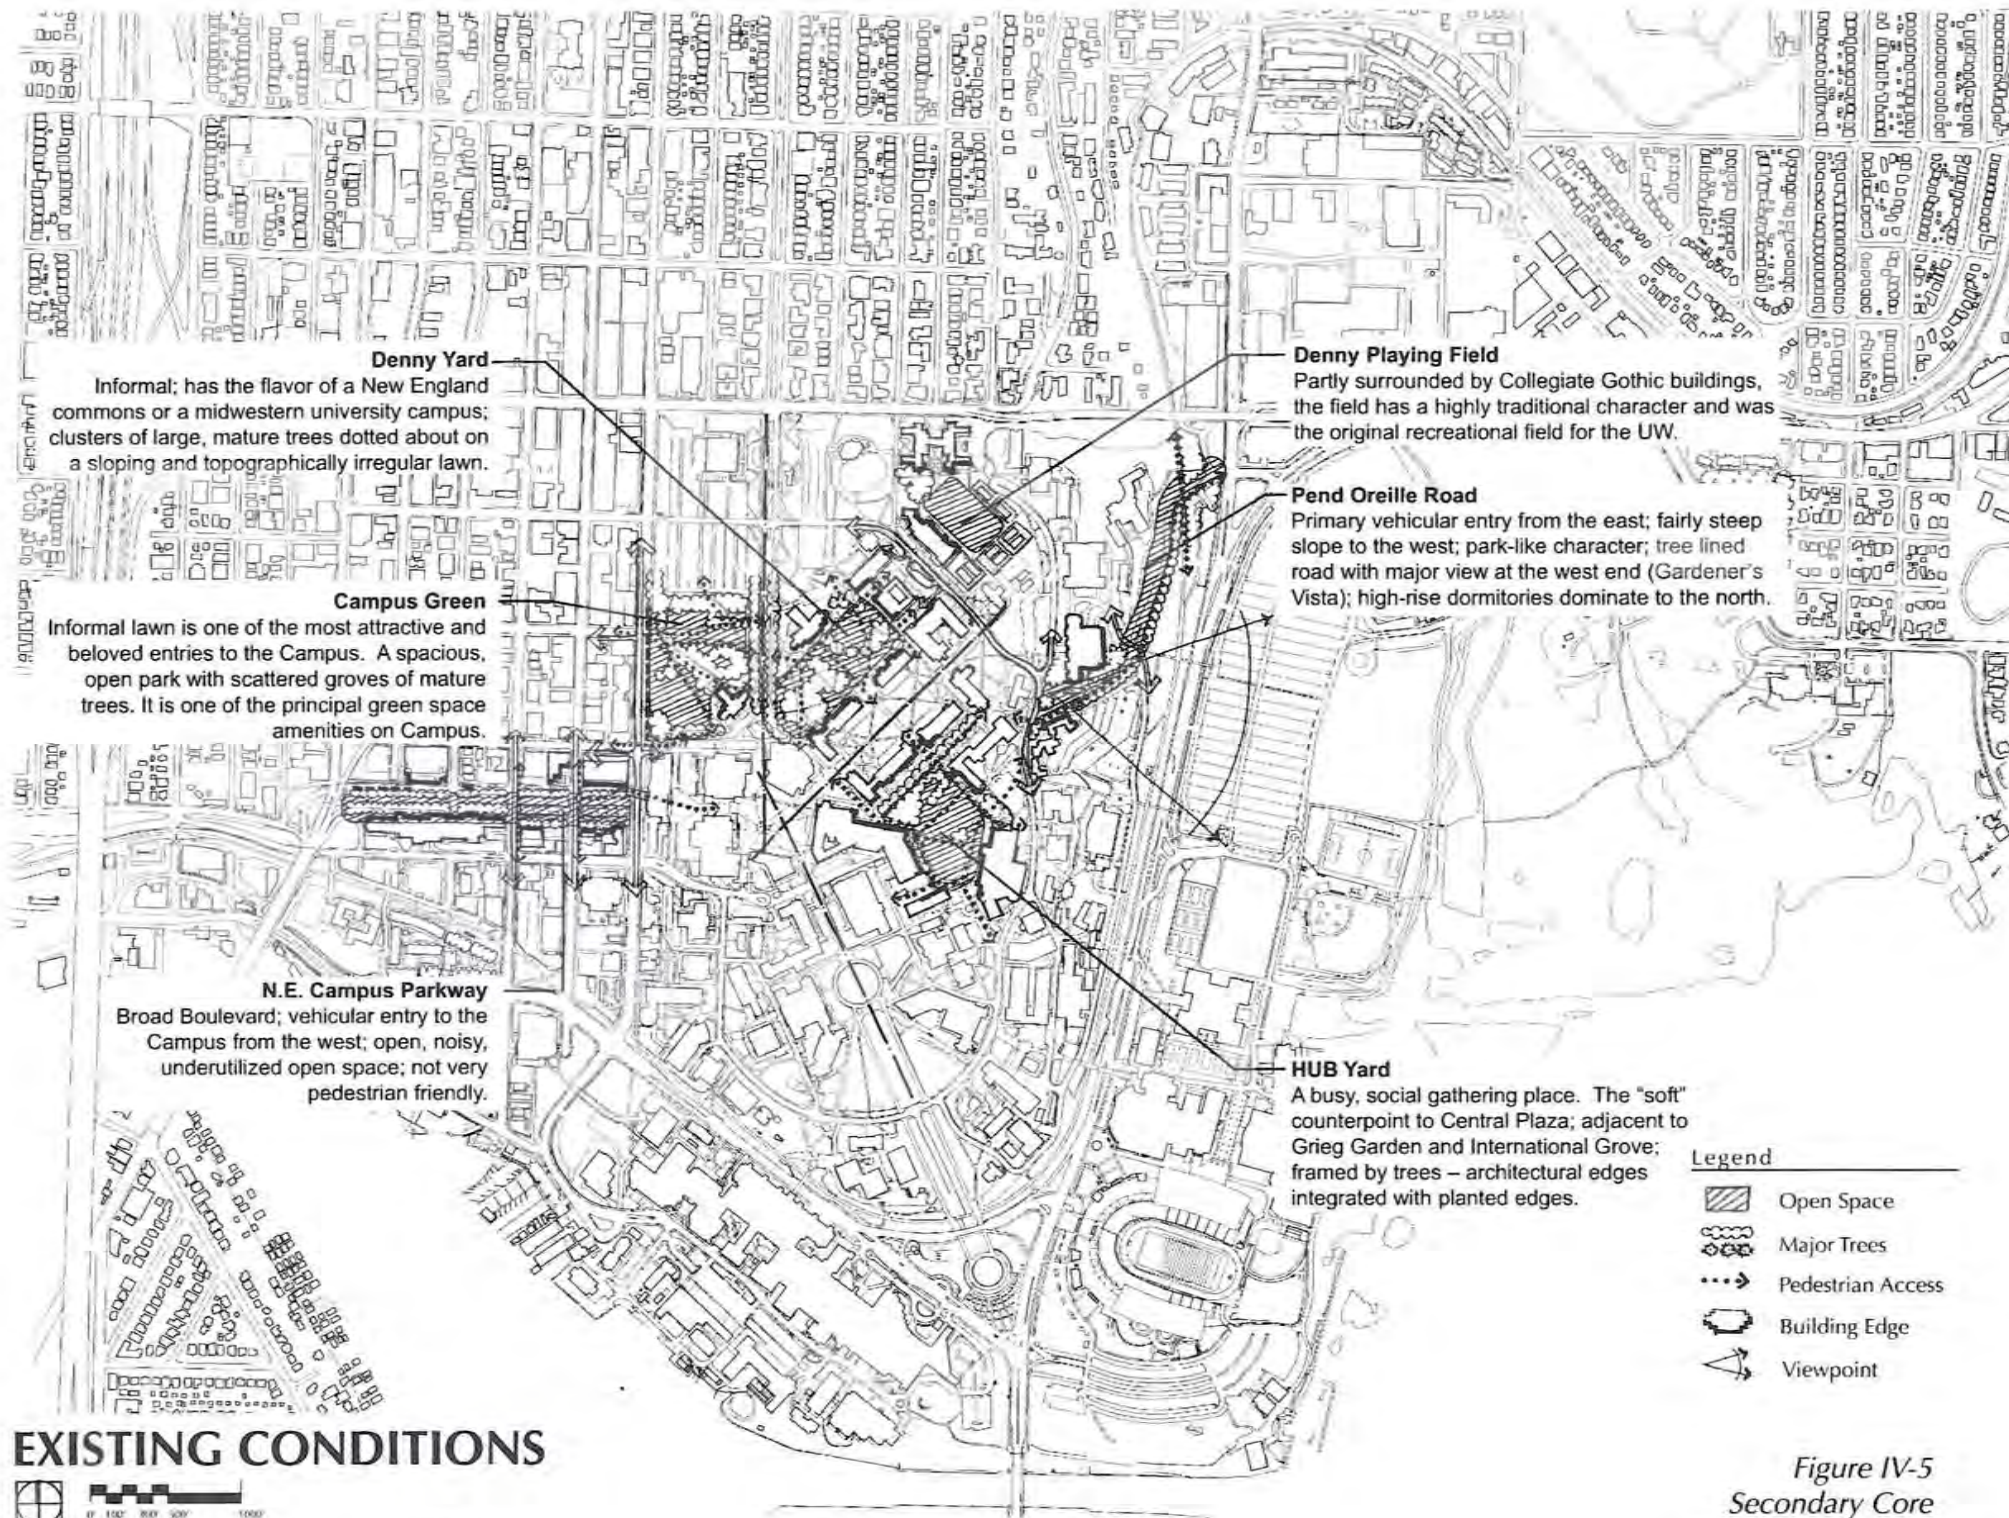 Denny Yard
Informal; has the flavor of a New England
commons or a midwestern university campus;
clusters of large, mature trees dotted about on
a sloping and topographically irregular lawn.
Campus Green
Informal lawn is one of the most attractive and
beloved entries to the Campus. A spacious,
open park with scattered groves of mature
trees. It is one of the principal green space
amenities on Campus.
N.E. Campus Parkway
Broad Boulevard; vehicular entry to the
Campus from the west; open, noisy,
underutilized open space; not very
pedestrian friendly.
Denny Playing Field
Partly surrounded by Collegiate Gothic buildings,
the field has a highly traditional character and was
the original recreational field for the UW.
Pend Oreille Road
Primary vehicular entry from the east; fairly steep
slope to the west; park-like character; tree lined
road with major view at the west end (Gardener's
Vista); high-rise dormitories dominate to the north.
HUB Yard
A busy, social gathering place. The "soft"
counterpoint to Central Plaza; adjacent to
Grieg Garden and International Grove;
framed by trees – architectural edges
integrated with planted edges.
Legend
Open Space
Major Trees
Pedestrian Access
Building Edge
Viewpoint
EXISTING CONDITIONS
Figure IV-5
Secondary Core